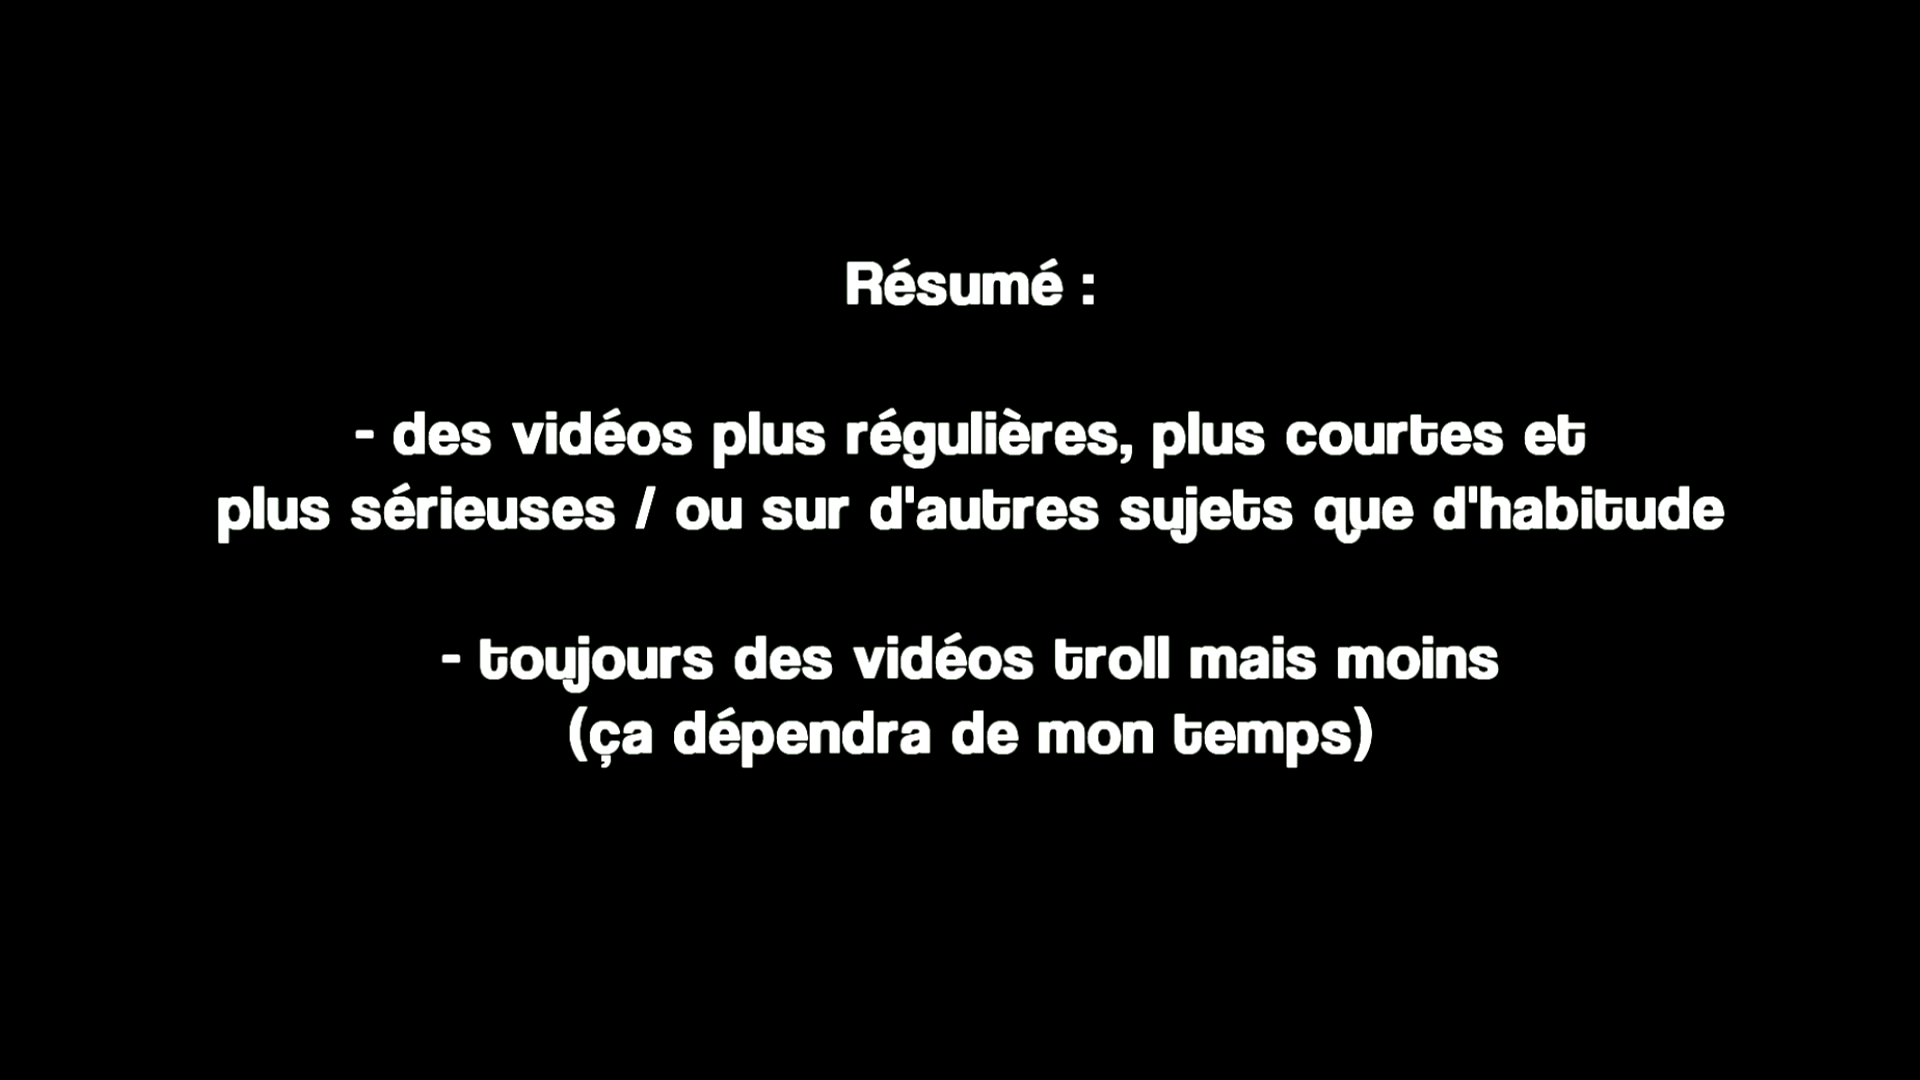 Résumé :
- des vidéos plus régulières, plus courtes et
plus sérieuses / ou sur d'autres sujets que d'habitude
- toujours des vidéos troll mais moins
(ça dépendra de mon temps)